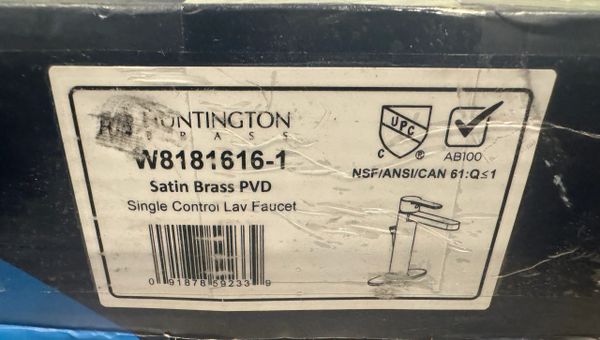 HUNTINGTON
BRASS
W8181616-1
Satin Brass PVD
Single Control Lav Faucet
0 91878 59233 9
UPC
C ®
AB100
NSF/ANSI/CAN 61:Q≤1